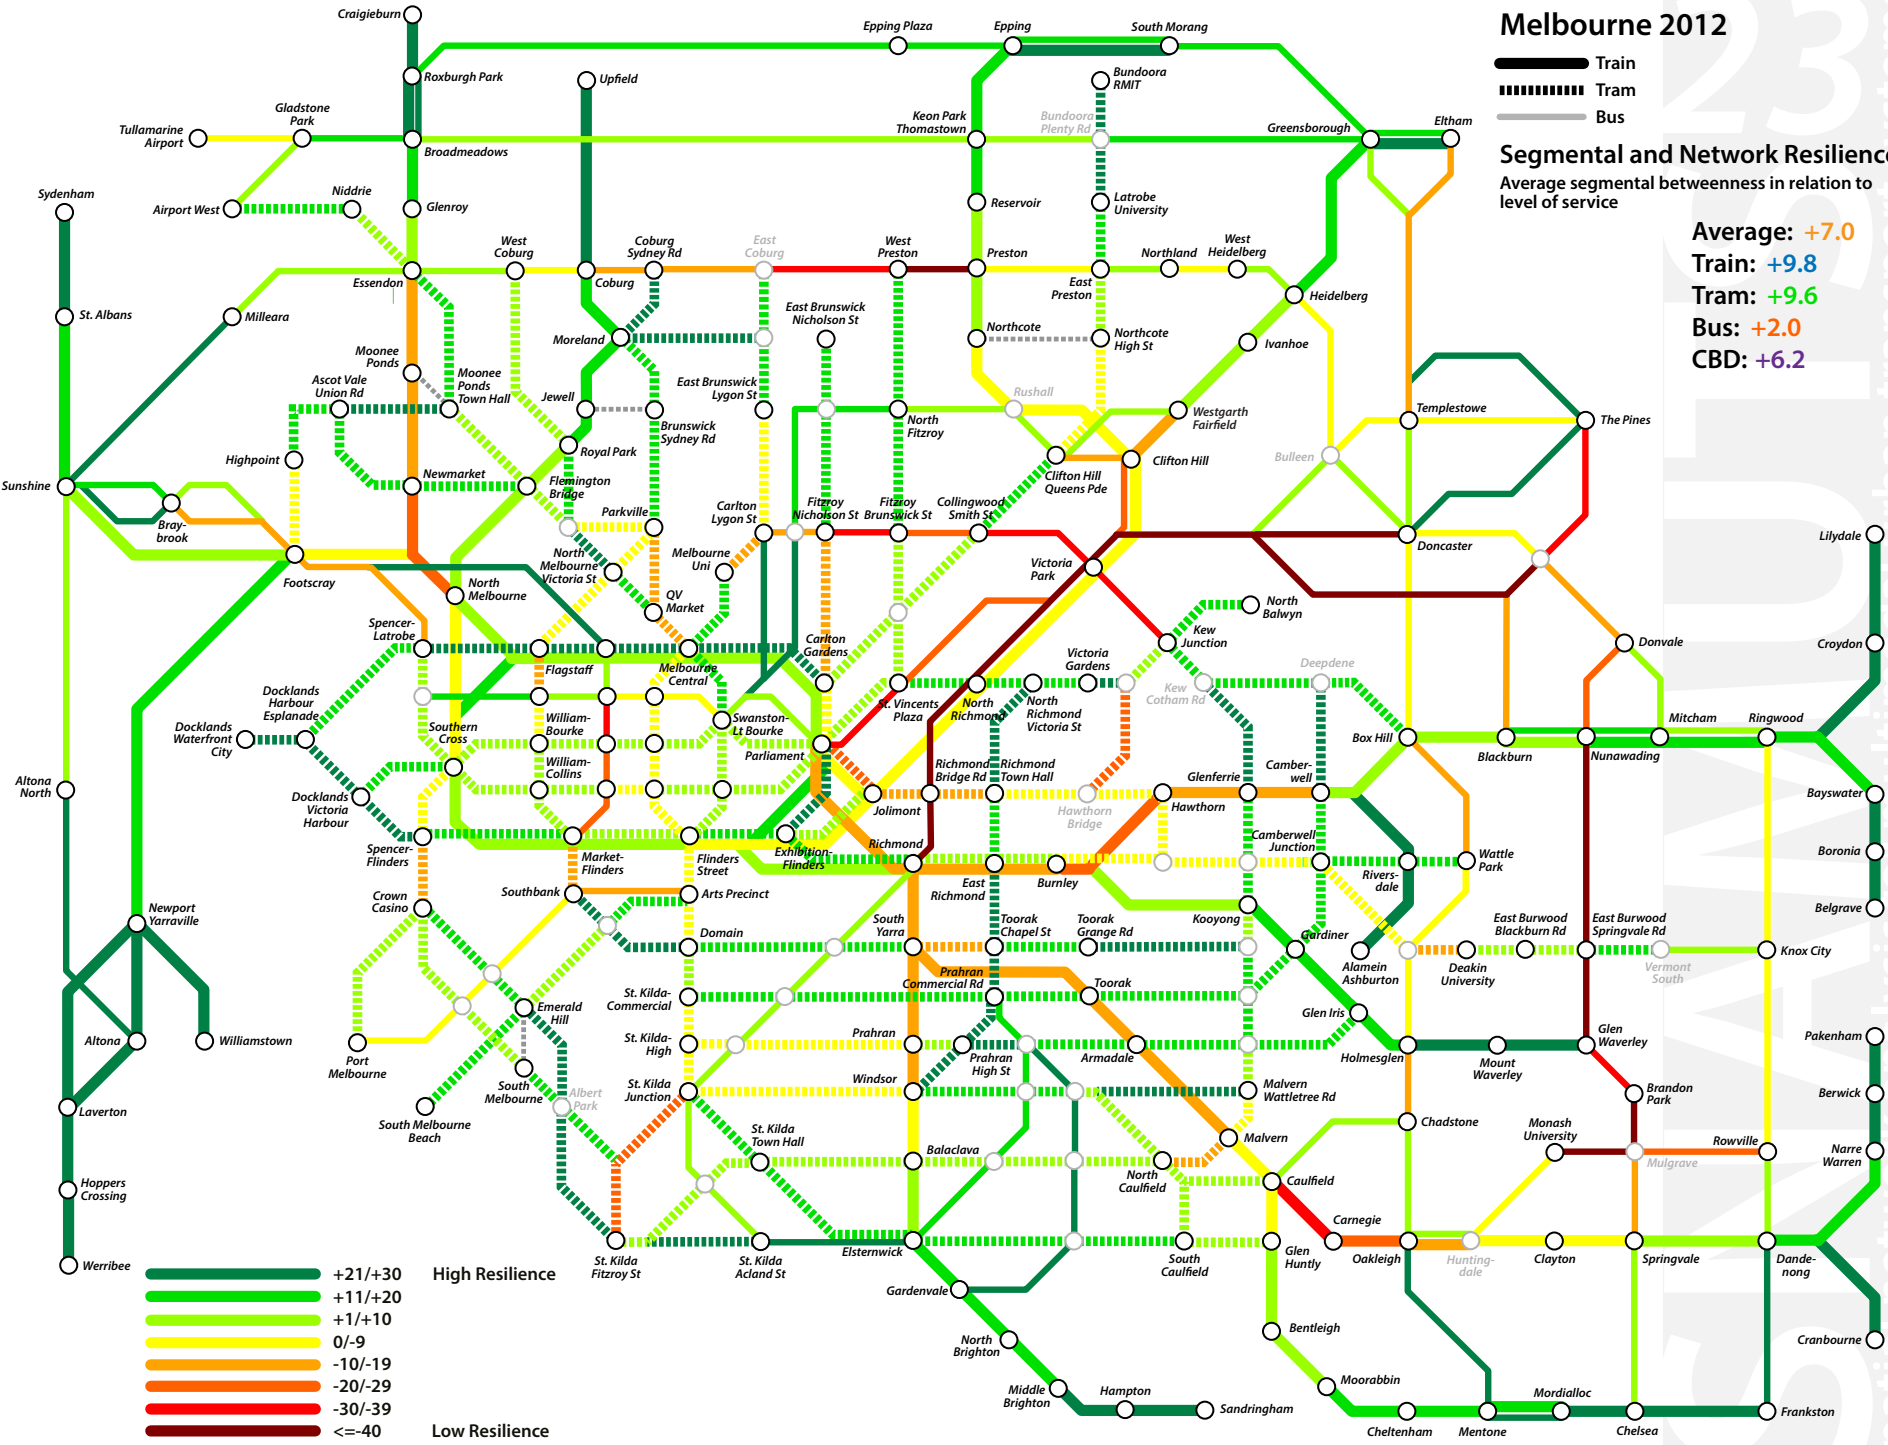 Melbourne 2012
Train
Tram
Bus
Segmental and Network Resilience
Average segmental betweenness in relation to
level of service
Average: +7.0
Train: +9.8
Tram: +9.6
Bus: +2.0
CBD: +6.2
23
Craigieburn
Epping Plaza
Epping
South Morang
Roxburgh Park
Upfield
Bundoora
RMIT
Gladstone
Park
Tullamarine
Airport
Broadmeadows
Keon Park
Thomastown
Bundoora
Plenty Rd
Greensborough
Eltham
Sydenham
Airport West
Niddrie
Glenroy
Reservoir
Latrobe
University
West
Coburg
Coburg
Sydney Rd
East
Coburg
West
Preston
Preston
Northland
West
Heidelberg
Essendon
Coburg
East
Preston
Heidelberg
St. Albans
Milleara
East Brunswick
Nicholson St
Moreland
Northcote
Northcote
High St
Ivanhoe
Moonee
Ponds
Ascot Vale
Union Rd
Moonee
Ponds
Town Hall
Jewell
East Brunswick
Lygon St
Rushall
Brunswick
Sydney Rd
North
Fitzroy
Westgarth
Fairfield
Templestowe
The Pines
Highpoint
Royal Park
Clifton Hill
Queens Pde
Clifton Hill
Bulleen
Sunshine
Newmarket
Flemington
Bridge
Bray-
brook
Parkville
Carlton
Lygon St
Fitzroy
Nicholson St
Fitzroy
Brunswick St
Collingwood
Smith St
Doncaster
Lilydale
Footscray
North
Melbourne
Victoria St
Melbourne
Uni
Victoria
Park
North
Melbourne
QV
Market
North
Balwyn
Spencer-
Latrobe
Flagstaff
Melbourne
Central
Carlton
Gardens
Kew
Junction
Donvale
Croydon
Victoria
Gardens
Deepdene
Docklands
Harbour
Esplanade
St. Vincents
Plaza
North
Richmond
North
Richmond
Victoria St
Kew
Cotham Rd
Docklands
Waterfront
City
Southern
Cross
William-
Bourke
Swanston-
Lt Bourke
Parliament
Box Hill
Blackburn
Nunawading
Mitcham
Ringwood
William-
Collins
Altona
North
Docklands
Victoria
Harbour
Jolimont
Richmond
Bridge Rd
Richmond
Town Hall
Hawthorn
Bridge
Hawthorn
Glenferrie
Camber-
well
Bayswater
Spencer-
Flinders
Market-
Flinders
Flinders
Street
Exhibition-
Flinders
Richmond
East
Richmond
Burnley
Camberwell
Junction
Rivers-
dale
Wattle
Park
Boronia
Crown
Casino
Southbank
Arts Precinct
Kooyong
Belgrave
Newport
Yarraville
Domain
South
Yarra
Toorak
Chapel St
Toorak
Grange Rd
Gardiner
Alamein
Ashburton
Deakin
University
East Burwood
Blackburn Rd
East Burwood
Springvale Rd
Vermont
South
Knox City
St. Kilda-
Commercial
Prahran
Commercial Rd
Toorak
Emerald
Hill
Glen Iris
Altona
Williamstown
Port
Melbourne
St. Kilda-
High
Prahran
Prahran
High St
Armadale
Holmesglen
Mount
Waverley
Glen
Waverley
Pakenham
South
Melbourne
Albert
Park
St. Kilda
Junction
Windsor
Malvern
Wattletree Rd
Brandon
Park
Berwick
Laverton
South Melbourne
Beach
Chadstone
St. Kilda
Town Hall
Balaclava
Malvern
Monash
University
Mulgrave
Rowville
Narre
Warren
Hoppers
Crossing
North
Caulfield
Caulfield
St. Kilda
Fitzroy St
St. Kilda
Acland St
Elsternwick
South
Caulfield
Glen
Huntly
Carnegie
Oakleigh
Hunting-
dale
Clayton
Springvale
Dande-
nong
Werribee
Gardenvale
North
Brighton
Bentleigh
Cranbourne
Middle
Brighton
Hampton
Sandringham
Moorabbin
Cheltenham
Mentone
Mordialloc
Chelsea
Frankston
+21/+30 High Resilience
+11/+20
+1/+10
0/-9
-10/-19
-20/-29
-30/-39
<=-40 Low Resilience